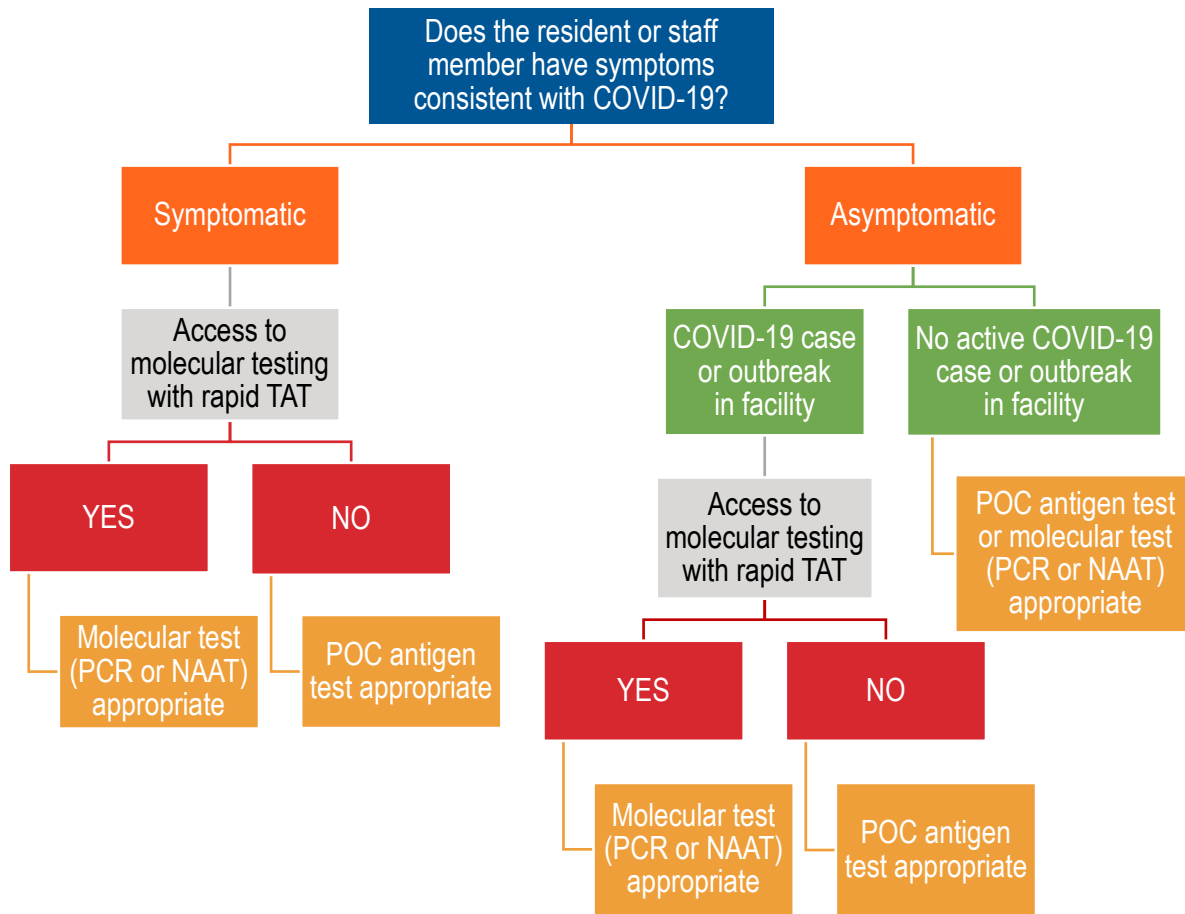 Does the resident or staff
member have symptoms
consistent with COVID-19?
Symptomatic
Asymptomatic
Access to
molecular testing
with rapid TAT
COVID-19 case
or outbreak
in facility
No active COVID-19
case or outbreak
in facility
YES
NO
Access to
molecular testing
with rapid TAT
POC antigen test
or molecular test
(PCR or NAAT)
appropriate
Molecular test
(PCR or NAAT)
appropriate
POC antigen
test appropriate
YES
NO
Molecular test
(PCR or NAAT)
appropriate
POC antigen
test appropriate